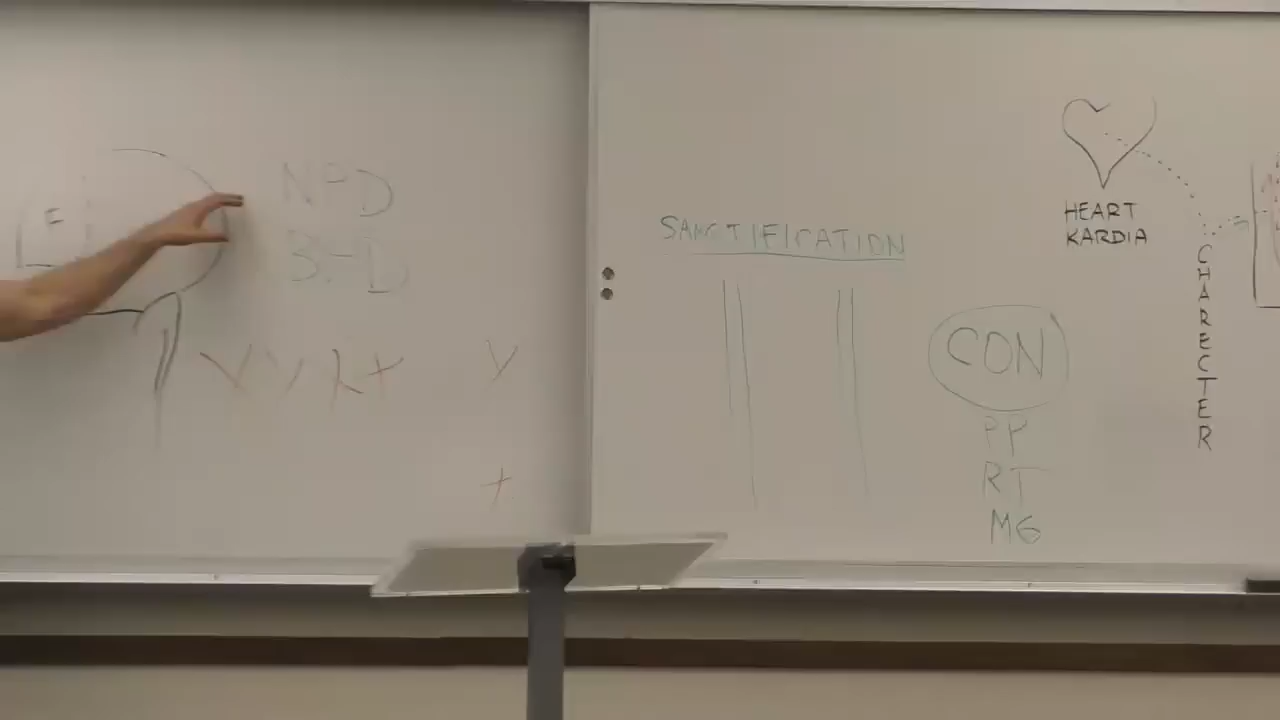 NPD
BPD
SANCTIFICATION
CON
PP
RT
MG
HEART
KARDIA
CHARECTER